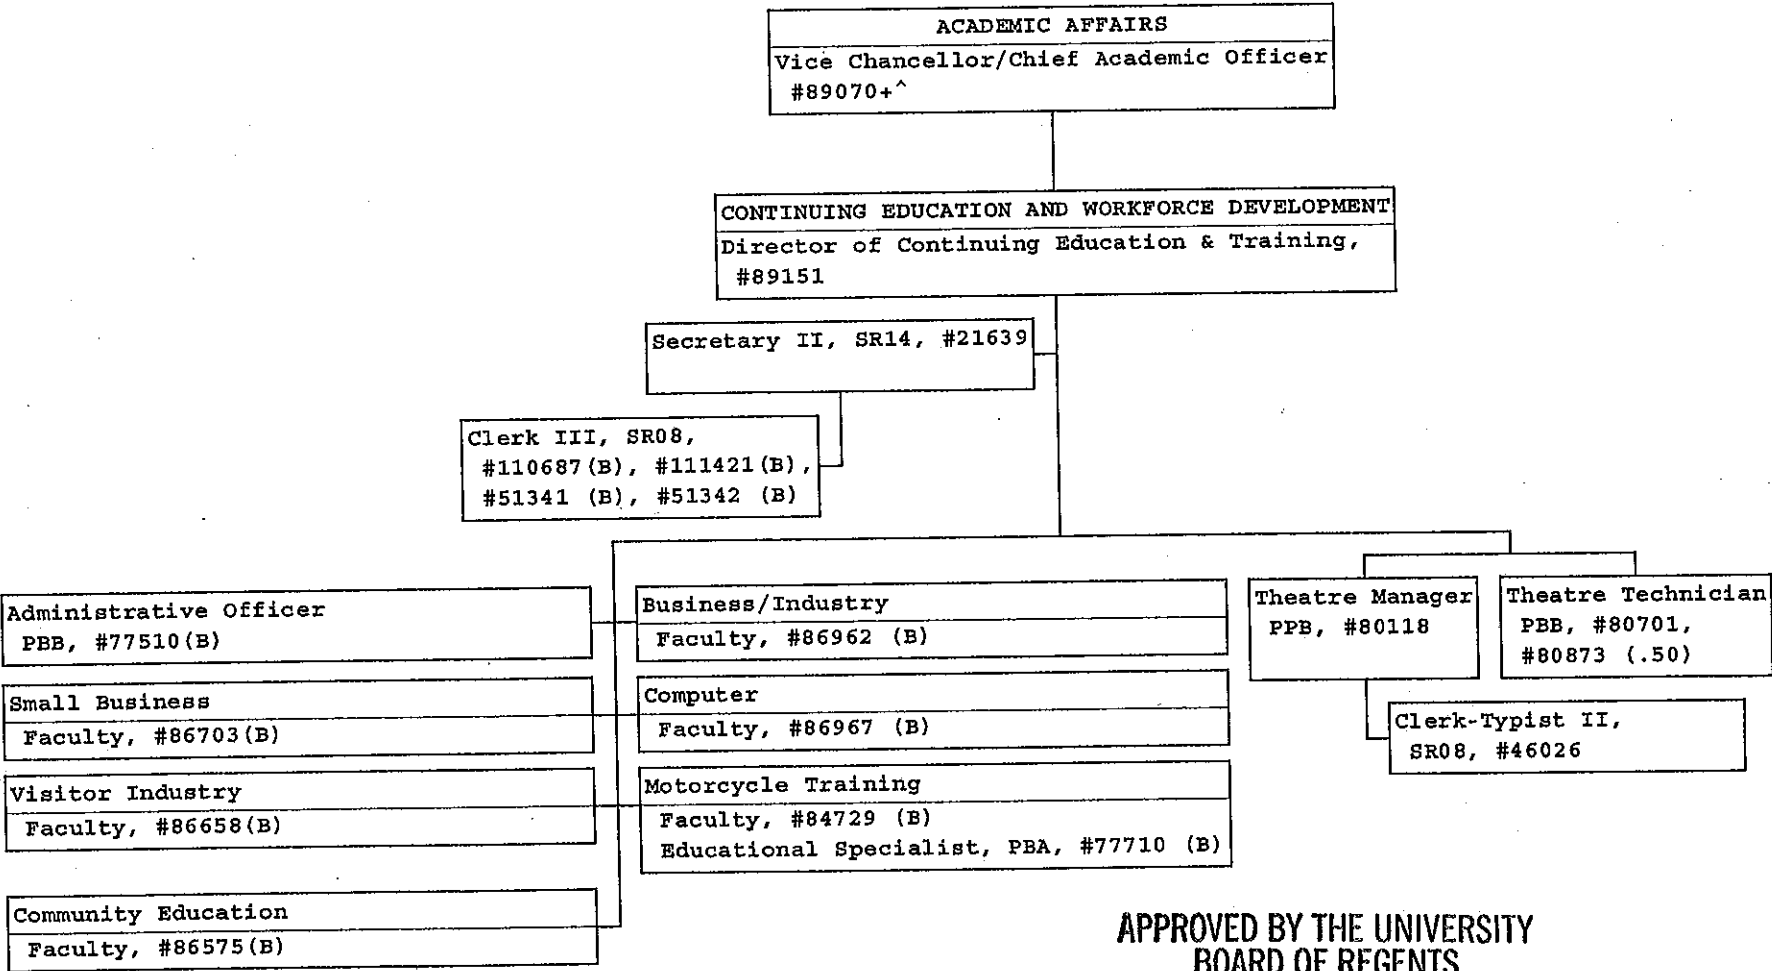 ACADEMIC AFFAIRS
Vice Chancellor/Chief Academic Officer
#89070+^
CONTINUING EDUCATION AND WORKFORCE DEVELOPMENT
Director of Continuing Education & Training,
#89151
Secretary II, SR14, #21639
Clerk III, SR08,
#110687(B), #111421(B),
#51341 (B), #51342 (B)
Administrative Officer
PBB, #77510(B)
Business/Industry
Faculty, #86962 (B)
Theatre Manager
PPB, #80118
Theatre Technician
PBB, #80701,
#80873 (.50)
Small Business
Faculty, #86703(B)
Computer
Faculty, #86967 (B)
Clerk-Typist II,
SR08, #46026
Visitor Industry
Faculty, #86658(B)
Motorcycle Training
Faculty, #84729 (B)
Educational Specialist, PBA, #77710 (B)
Community Education
Faculty, #86575(B)
APPROVED BY THE UNIVERSITY
BOARD OF REGENTS